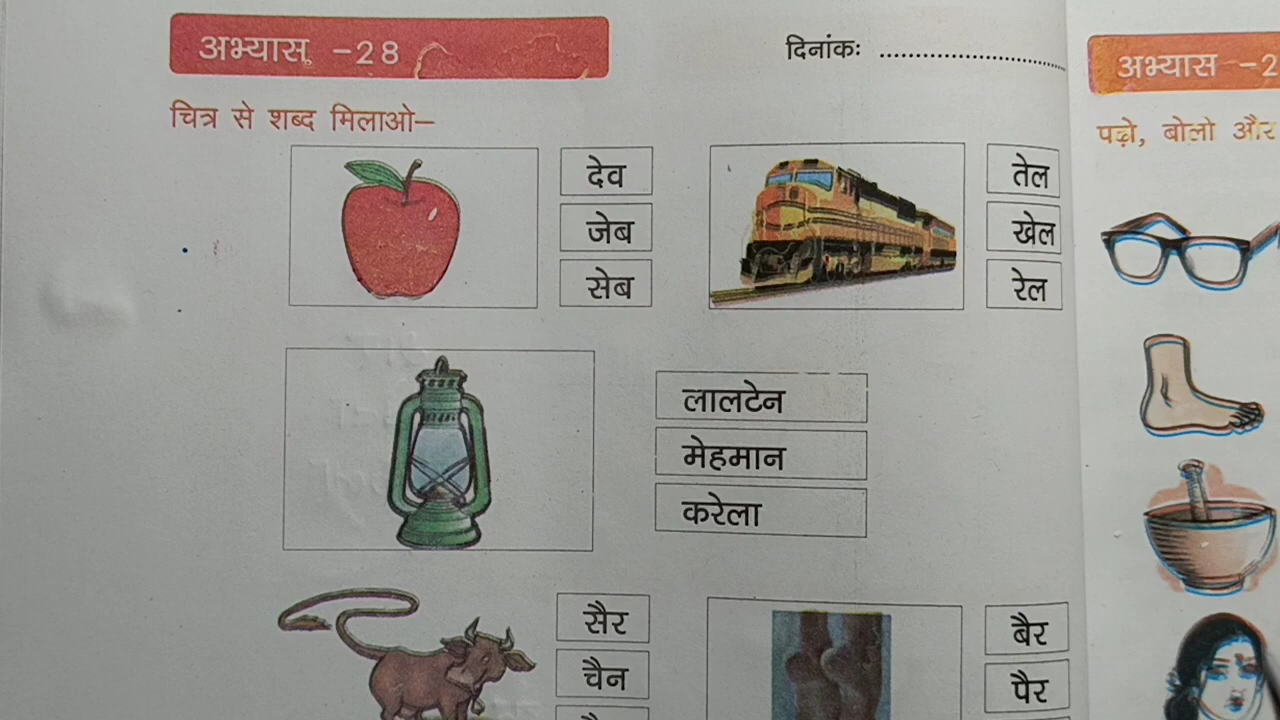 अभ्यास -28
दिनांकः ................................
चित्र से शब्द मिलाओ–
देव
जेब
सेब
तेल
खेल
रेल
लालटेन
मेहमान
करेला
सैर
चैन
बैर
पैर
अभ्यास -2
पढ़ो, बोलो और